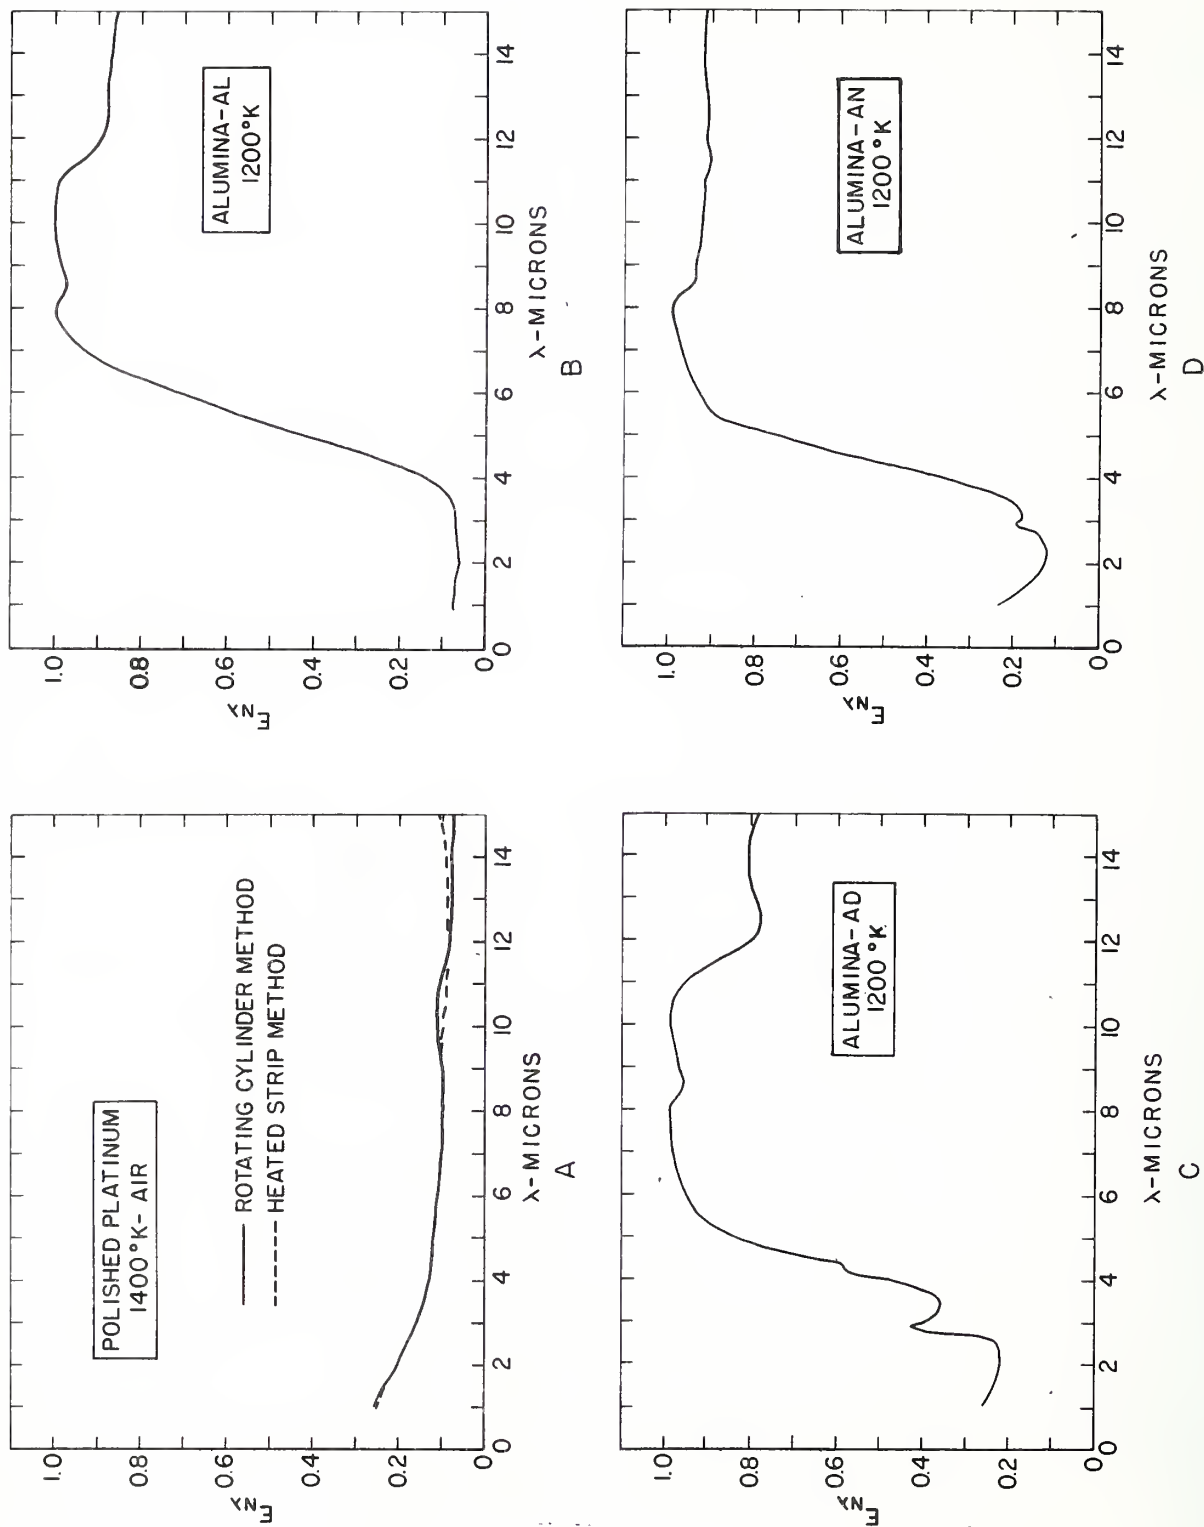 1.0
0.8
0.6
0.4
0.2
0
0 2 4 6 8 10 12 14
POLISHED PLATINUM
1400°K- AIR
ROTATING CYLINDER METHOD
HEATED STRIP METHOD
λ-MICRONS
A
1.0
0.8
0.6
0.4
0.2
0
0 2 4 6 8 10 12 14
ALUMINA-AL
1200°K
λ-MICRONS
B
1.0
0.8
0.6
0.4
0.2
0
0 2 4 6 8 10 12 14
ALUMINA-AD
1200°K
λ-MICRONS
C
1.0
0.8
0.6
0.4
0.2
0
0 2 4 6 8 10 12 14
ALUMINA-AN
1200°K
λ-MICRONS
D